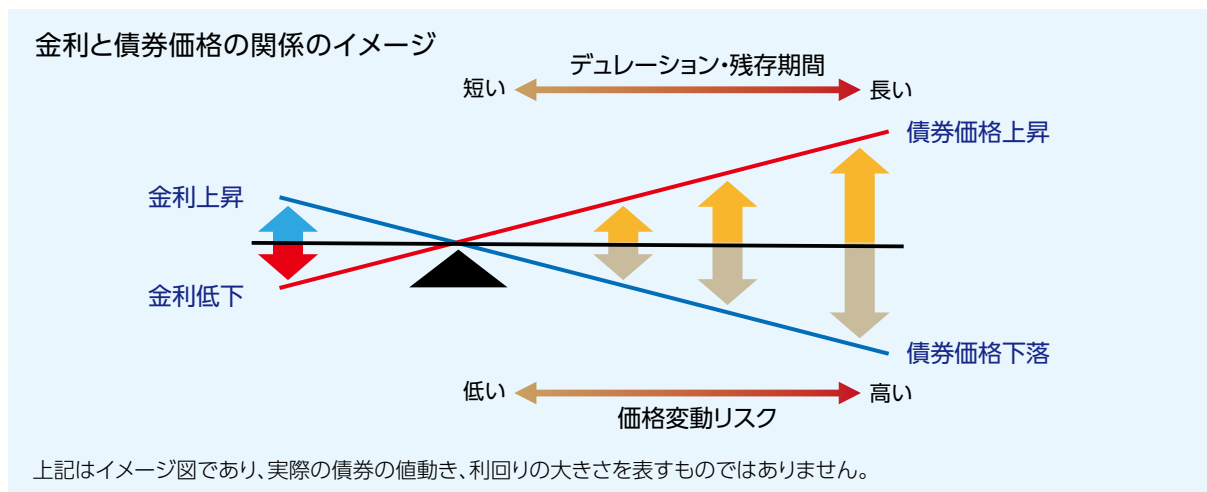 金利と債券価格の関係のイメージ
デュレーション・残存期間
短い
長い
債券価格上昇
金利上昇
金利低下
債券価格下落
低い
高い
価格変動リスク
上記はイメージ図であり、実際の債券の値動き、利回りの大きさを表すものではありません。